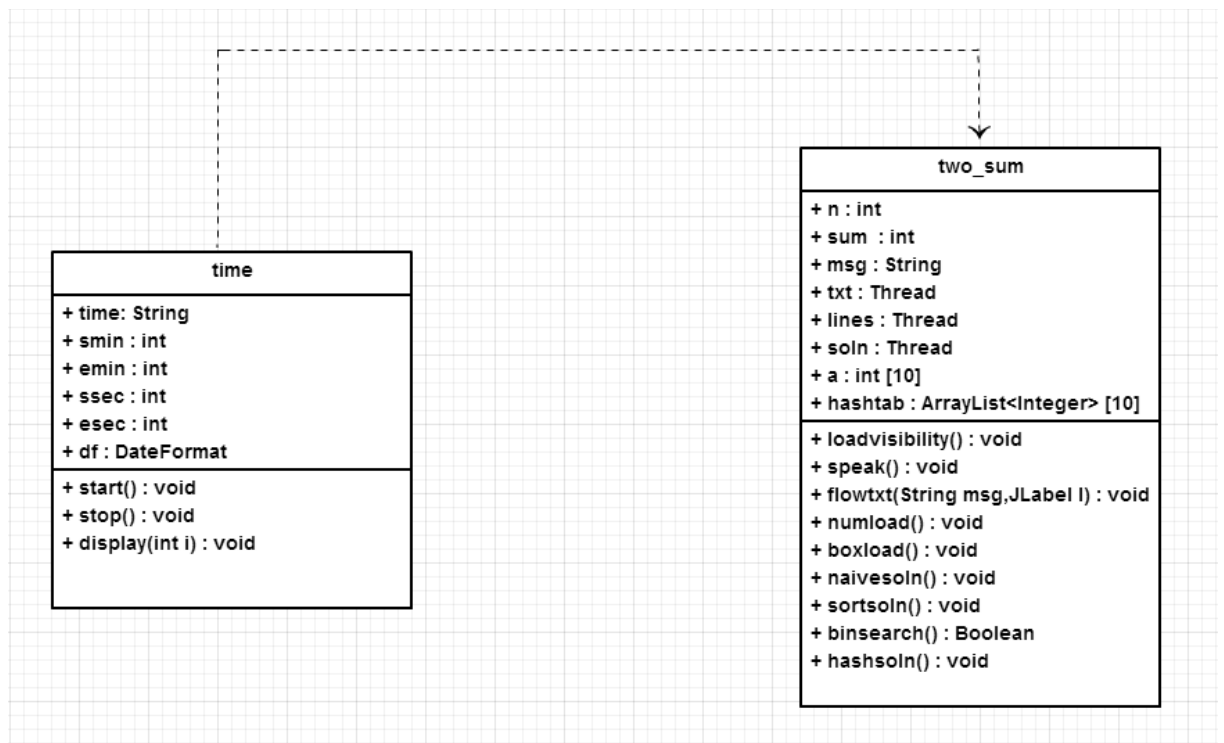 time
+ time: String
+ smin : int
+ emin : int
+ ssec : int
+ esec : int
+ df : DateFormat
+ start() : void
+ stop() : void
+ display(int i) : void
two_sum
+ n : int
+ sum : int
+ msg : String
+ txt : Thread
+ lines : Thread
+ soln : Thread
+ a : int [10]
+ hashtab : ArrayList<Integer> [10]
+ loadvisibility() : void
+ speak() : void
+ flowtxt(String msg,JLabel l) : void
+ numload() : void
+ boxload() : void
+ naivesoln() : void
+ sortsoln() : void
+ binsearch() : Boolean
+ hashsoln() : void